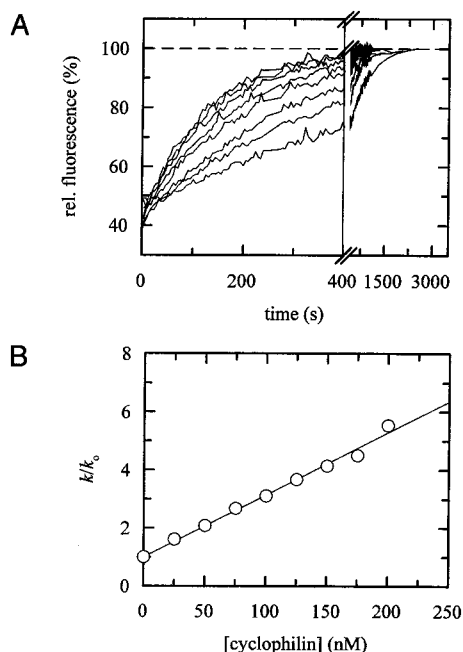 A
rel. fluorescence (%)
100
80
60
40
0 200 400 1500 3000
time (s)
B
k/k₀
8
6
4
2
0
0 50 100 150 200 250
[cyclophilin] (nM)